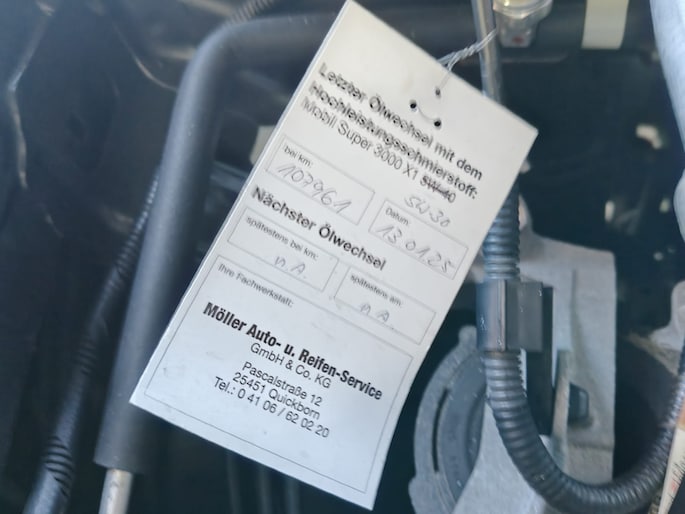 Letzter Ölwechsel mit dem
Hochleistungsschmierstoff:
Mobil Super 3000 X1 5W-40
5W-30
bei km:
107961
Datum:
13.01.25
Nächster Ölwechsel
spätestens bei km:
n.A.
spätestens am:
n.A.
Ihre Fachwerkstatt:
Möller Auto- u. Reifen-Service
GmbH & Co. KG
Pascalstraße 12
25451 Quickborn
Tel.: 0 41 06 / 62 02 20